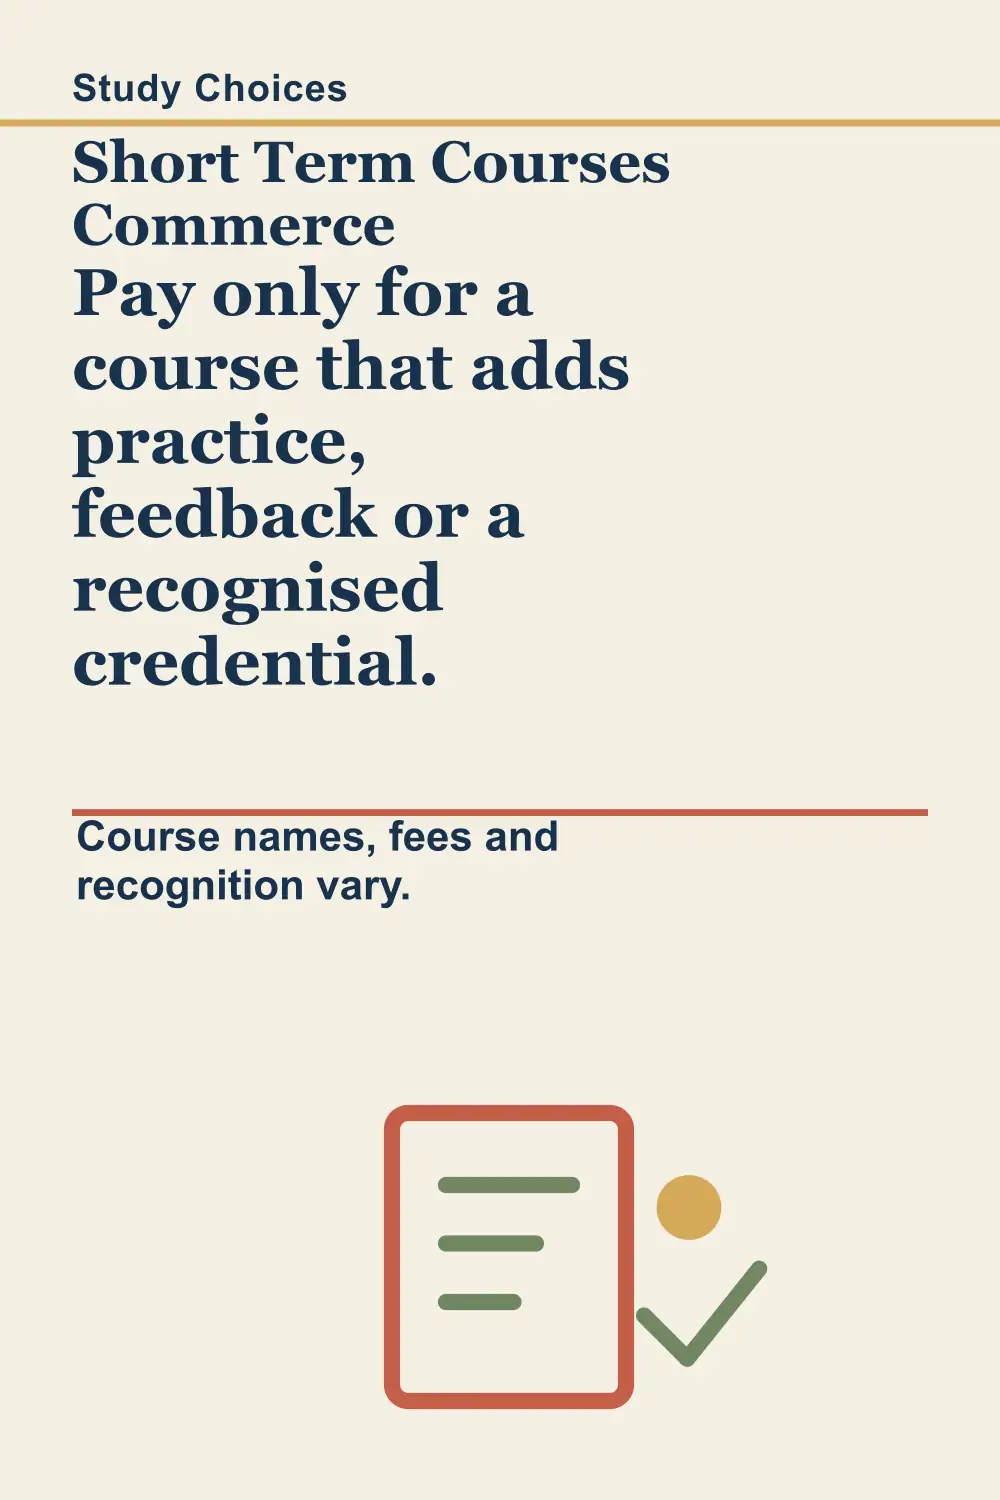 Study Choices
Short Term Courses
Commerce
Pay only for a
course that adds
practice,
feedback or a
recognised
credential.
Course names, fees and
recognition vary.